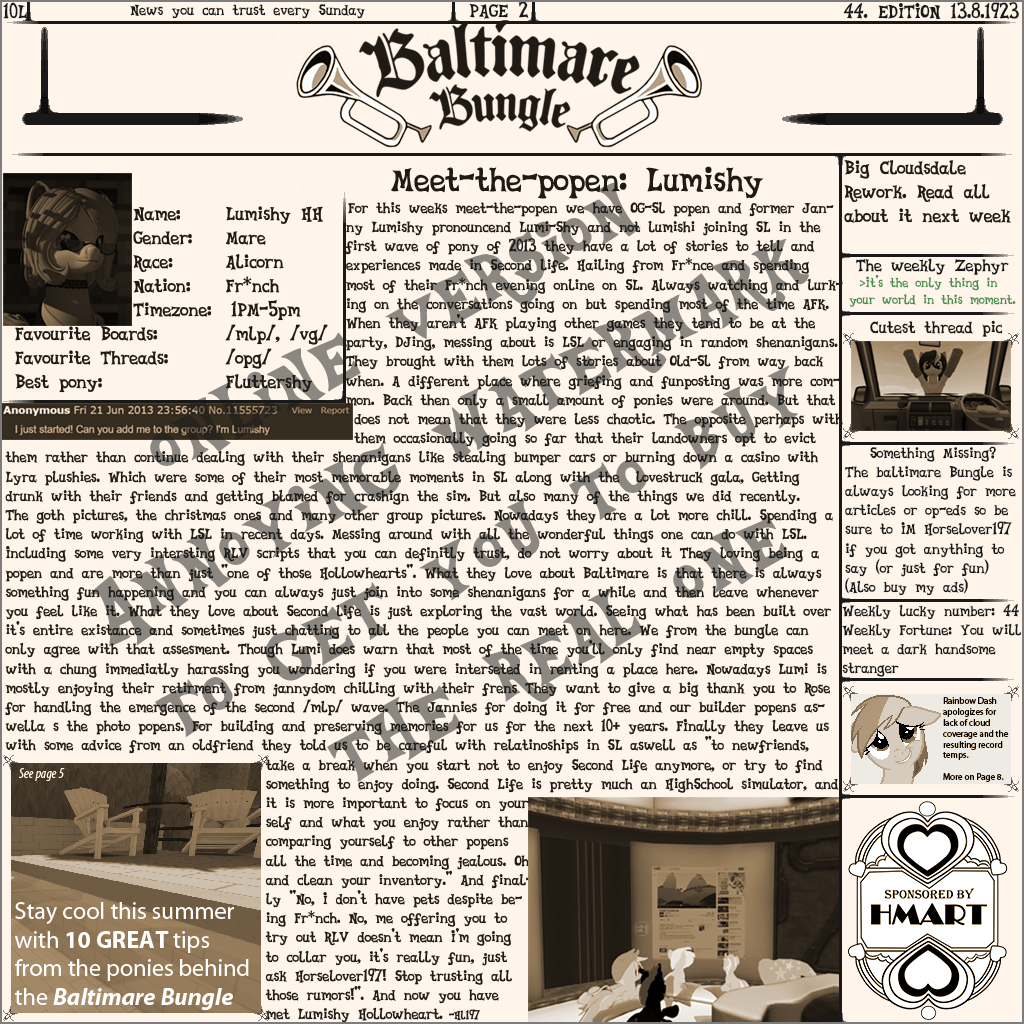 10L
News you can trust every Sunday
PAGE 2
44. EDITION 13.8.1923
Baltimare
Bungle
Meet-the-popen: Lumishy
Name: Lumishy HH
Gender: Mare
Race: Alicorn
Nation: Fr*nch
Timezone: 1PM-5pm
Favourite Boards: /mlp/, /vg/
Favourite Threads: /opg/
Best pony: Fluttershy
Anonymous Fri 21 Jun 2013 23:56:40 No.11555723 View Report
I just started! Can you add me to the group? I'm Lumishy
For this weeks meet-the-popen we have OG-SL popen and former Jan-
ny Lumishy pronouncend Lumi-Shy and not Lumishi joining SL in the
first wave of pony of 2013 they have a lot of stories to tell and
experiences made in Second Life. Hailing from Fr*nce and spending
most of their Fr*nch evening online on SL. Always watching and lurk-
ing on the conversations going on but spending most of the time AFK.
When they aren't AFK playing other games they tend to be at the
party, DJing, messing about is LSL or engaging in random shenanigans.
They brought with them lots of stories about Old-SL from way back
when. A different place where griefing and funposting was more com-
mon. Back then only a small amount of ponies were around. But that
does not mean that they were less chaotic. The opposite perhaps with
them occasionally going so far that their landowners opt to evict
them rather than continue dealing with their shenanigans like stealing bumper cars or burning down a casino with
Lyra plushies. Which were some of their most memorable moments in SL along with the Lovestruck gala, Getting
drunk with their friends and getting blamed for crashign the sim. But also many of the things we did recently.
The goth pictures, the christmas ones and many other group pictures. Nowadays they are a lot more chill. Spending a
lot of time working with LSL in recent days. Messing around with all the wonderful things one can do with LSL.
Including some very intersting RLV scripts that you can definitly trust, do not worry about it They loving being a
popen and are more than just "one of those Hollowhearts". What they love about Baltimare is that there is always
something fun happening and you can always just join into some shenanigans for a while and then leave whenever
you feel like it. What they love about Second Life is just exploring the vast world. Seeing what has been built over
it's entire existance and sometimes just chatting to all the people you can meet on here. We from the bungle can
only agree with that assesment. Though Lumi does warn that most of the time you'll only find near empty spaces
with a chung immediatly harassing you wondering if you were interseted in renting a place here. Nowadays Lumi is
mostly enjoying their retirment from jannydom chilling with their frens They want to give a big thank you to Rose
for handling the emergence of the second /mlp/ wave. The Jannies for doing it for free and our builder popens as-
wella s the photo popens. For building and preserving memories for us for the next 10+ years. Finally they leave us
with some advice from an oldfriend they told us to be careful with relatinoships in SL aswell as "to newfriends,
take a break when you start not to enjoy Second Life anymore, or try to find
something to enjoy doing. Second Life is pretty much an HighSchool simulator, and
it is more important to focus on your
self and what you enjoy rather than
comparing yourself to other popens
all the time and becoming jealous. Oh
and clean your inventory." And final-
ly "No, i don't have pets despite be-
ing Fr*nch. No, me offering you to
try out RLV doesn't mean i'm going
to collar you, it's really fun, just
ask Horselover197! Stop trusting all
those rumors!". And now you have
met Lumishy Hollowheart. -HL197
See page 5
Stay cool this summer
with 10 GREAT tips
from the ponies behind
the Baltimare Bungle
Big Cloudsdale
Rework. Read all
about it next week
The weekly Zephyr
>it's the only thing in
your world in this moment.
Cutest thread pic
Something Missing?
The baltimare Bungle is
always looking for more
articles or op-eds so be
sure to iM Horselover197
if you got anything to
say (or just for fun)
(Also buy my ads)
Weekly lucky number: 44
Weekly Fortune: You will
meet a dark handsome
stranger
Rainbow Dash
apologizes for
lack of cloud
coverage and the
resulting record
temps.
More on Page 8.
SPONSORED BY
HMART
ONLINE VERSION
ANNOYING WATERMARK
TO GET YOU TO BUY
THE REAL ONE